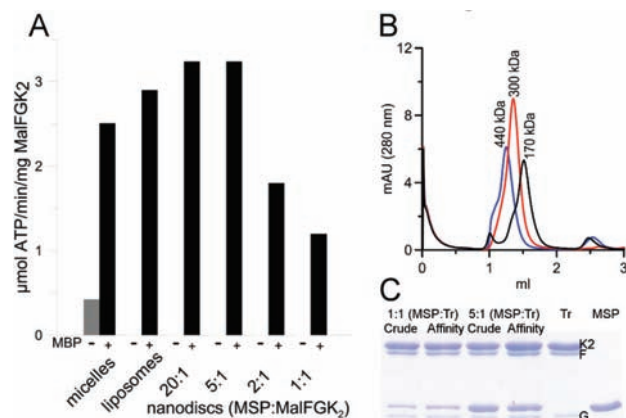 A
µmol ATP/min/mg MalFGK2
3
2
1
0
MBP - + - + - + - + - + - +
micelles
liposomes
20:1
5:1
2:1
1:1
nanodiscs (MSP:MalFGK2)
B
mAU (280 nm)
12
8
4
0
440 kDa
300 kDa
170 kDa
0 1 2 3
ml
C
1:1 (MSP:Tr) 5:1 (MSP:Tr) Tr MSP
Crude Affinity Crude Affinity
K2
F
G